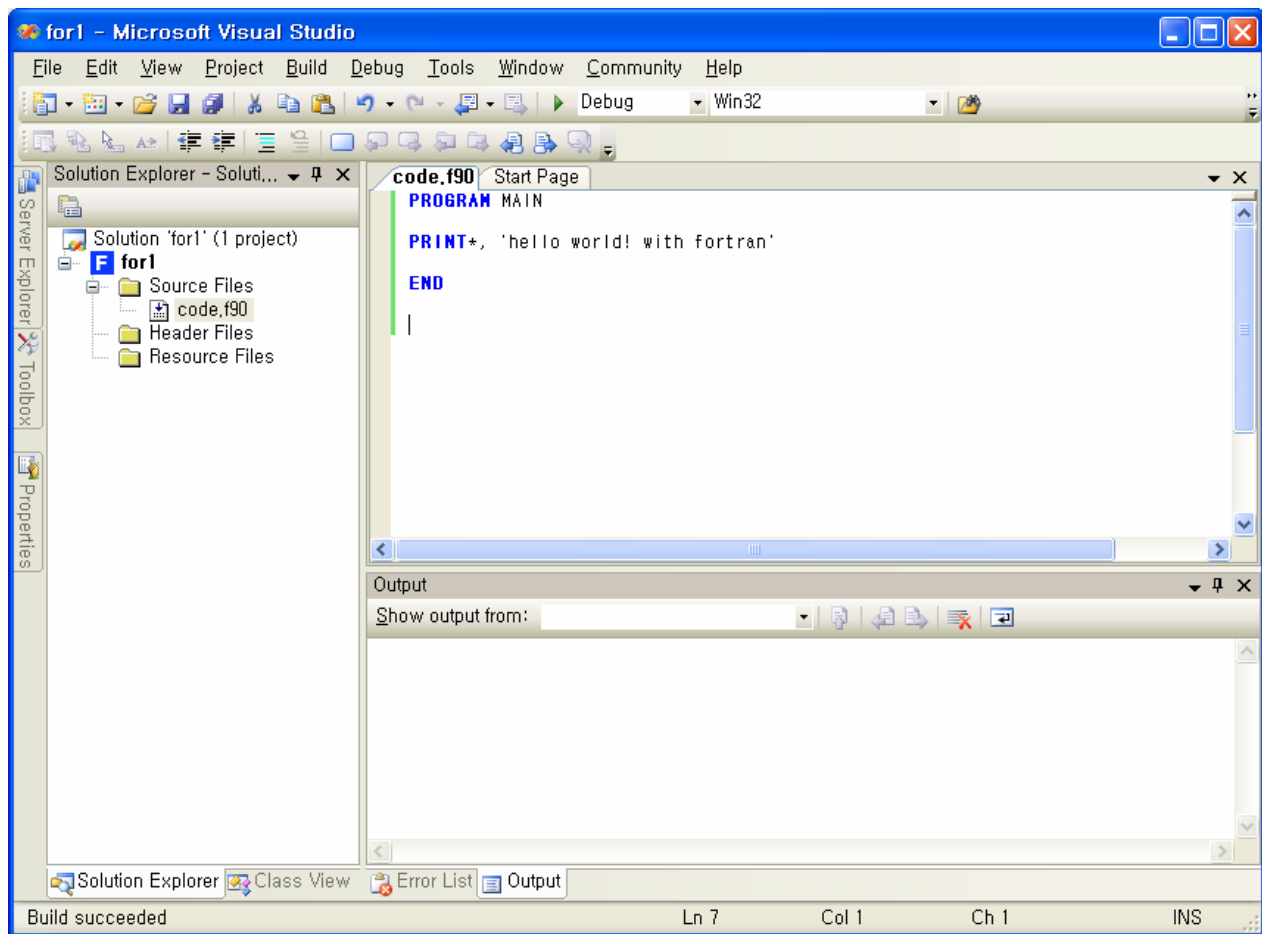 for1 - Microsoft Visual Studio
File Edit View Project Build Debug Tools Window Community Help
Debug Win32
Solution Explorer - Soluti...
Solution 'for1' (1 project)
F for1
Source Files
code.f90
Header Files
Resource Files
Server Explorer
Toolbox
Properties
code.f90 Start Page
PROGRAM MAIN
PRINT*, 'hello world! with fortran'
END
Output
Show output from:
Solution Explorer Class View Error List Output
Build succeeded Ln 7 Col 1 Ch 1 INS